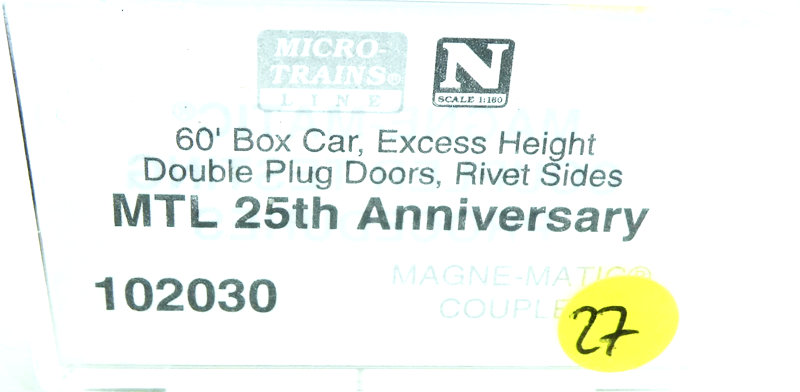 MICRO-
TRAINS®
LINE
N
SCALE 1:160
60' Box Car, Excess Height
Double Plug Doors, Rivet Sides
MTL 25th Anniversary
102030
MAGNE-MATIC®
27